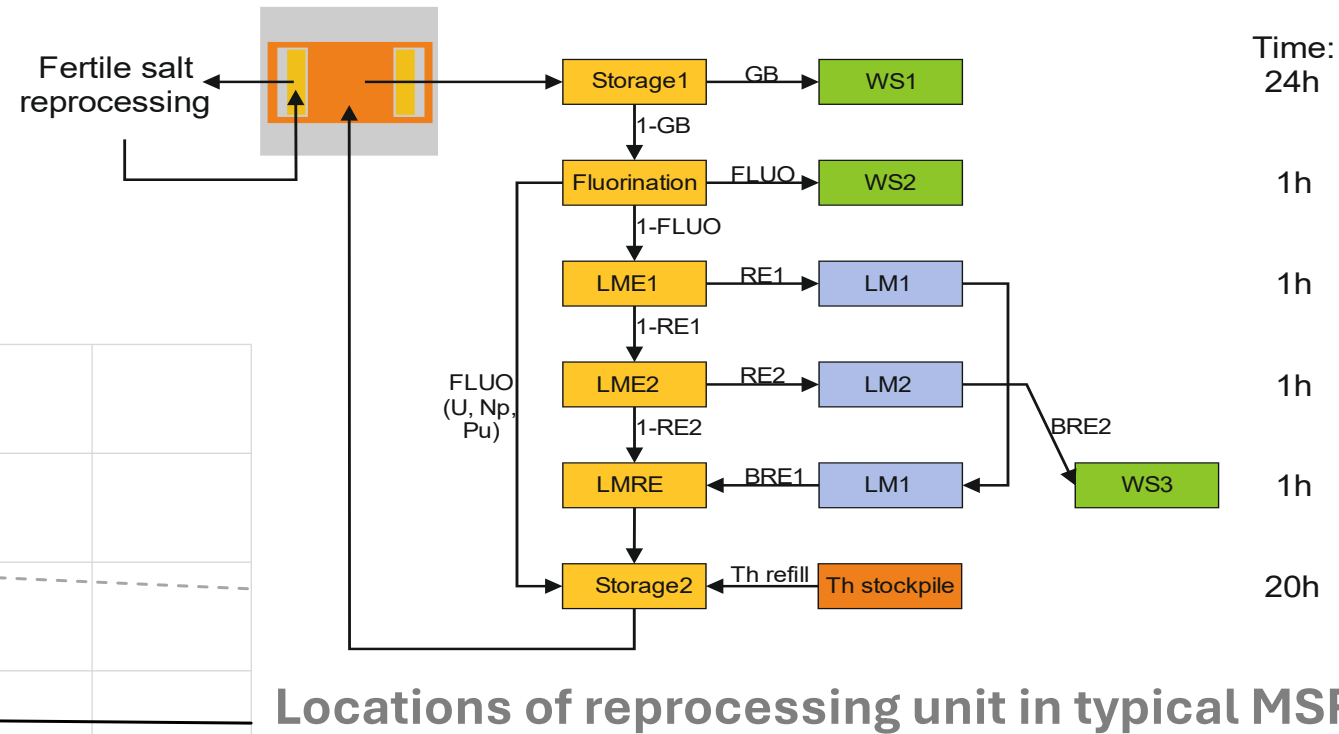 Fertile salt
reprocessing
Time:
Storage1
GB
WS1
24h
1-GB
Fluorination
FLUO
WS2
1h
1-FLUO
LME1
RE1
LM1
1h
1-RE1
LME2
RE2
LM2
1h
FLUO
(U, Np,
Pu)
1-RE2
BRE2
LMRE
BRE1
LM1
WS3
1h
Storage2
Th refill
Th stockpile
20h
Locations of reprocessing unit in typical MSF